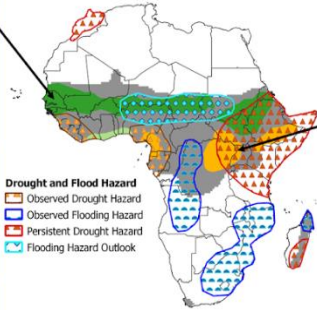 Drought and Flood Hazard
Observed Drought Hazard
Observed Flooding Hazard
Persistent Drought Hazard
Flooding Hazard Outlook